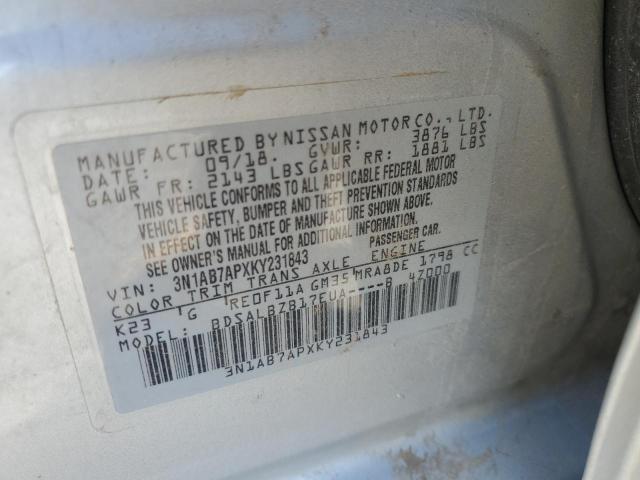 MANUFACTURED BY NISSAN MOTOR CO., LTD.
DATE: 09/18. GVWR: 3876 LBS
GAWR FR: 2143 LBS GAWR RR: 1881 LBS
THIS VEHICLE CONFORMS TO ALL APPLICABLE FEDERAL MOTOR
VEHICLE SAFETY, BUMPER AND THEFT PREVENTION STANDARDS
IN EFFECT ON THE DATE OF MANUFACTURE SHOWN ABOVE.
SEE OWNER'S MANUAL FOR ADDITIONAL INFORMATION.
VIN: 3N1AB7APXKY231843 PASSENGER CAR.
COLOR TRIM TRANS AXLE ENGINE
K23 G RE0F11A GM35 MRA8DE 1798 CC
MODEL: BDSALBZB17EUA----B 47000
3N1AB7APXKY231843